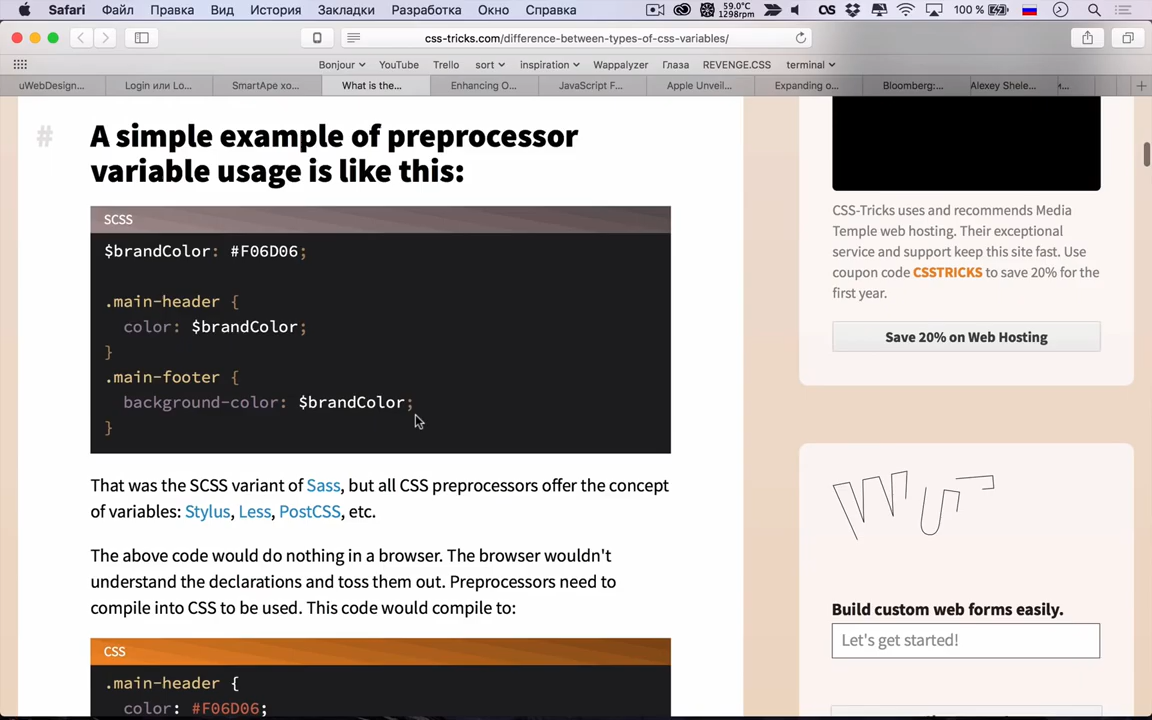 Safari Файл Правка Вид История Закладки Разработка Окно Справка 59.0°C 1298rpm 100 %
css-tricks.com/difference-between-types-of-css-variables/
Bonjour YouTube Trello sort inspiration Wappalyzer Глаза REVENGE.CSS terminal
uWebDesign... Login или Lo... SmartApe хо... What is the... Enhancing O... JavaScript F... Apple Unveil... Expanding o... Bloomberg:... Alexey Shele...
# A simple example of preprocessor
variable usage is like this:
SCSS
$brandColor: #F06D06;
.main-header {
color: $brandColor;
}
.main-footer {
background-color: $brandColor;
}
That was the SCSS variant of Sass, but all CSS preprocessors offer the concept
of variables: Stylus, Less, PostCSS, etc.
The above code would do nothing in a browser. The browser wouldn't
understand the declarations and toss them out. Preprocessors need to
compile into CSS to be used. This code would compile to:
CSS
.main-header {
color: #F06D06;
CSS-Tricks uses and recommends Media
Temple web hosting. Their exceptional
service and support keep this site fast. Use
coupon code CSSTRICKS to save 20% for the
first year.
Save 20% on Web Hosting
Build custom web forms easily.
Let's get started!